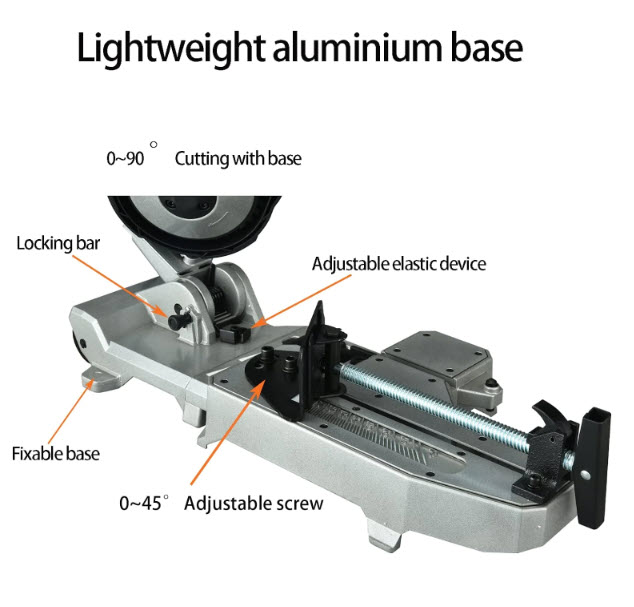 Lightweight aluminium base
0~90° Cutting with base
Locking bar
Adjustable elastic device
Fixable base
0~45° Adjustable screw